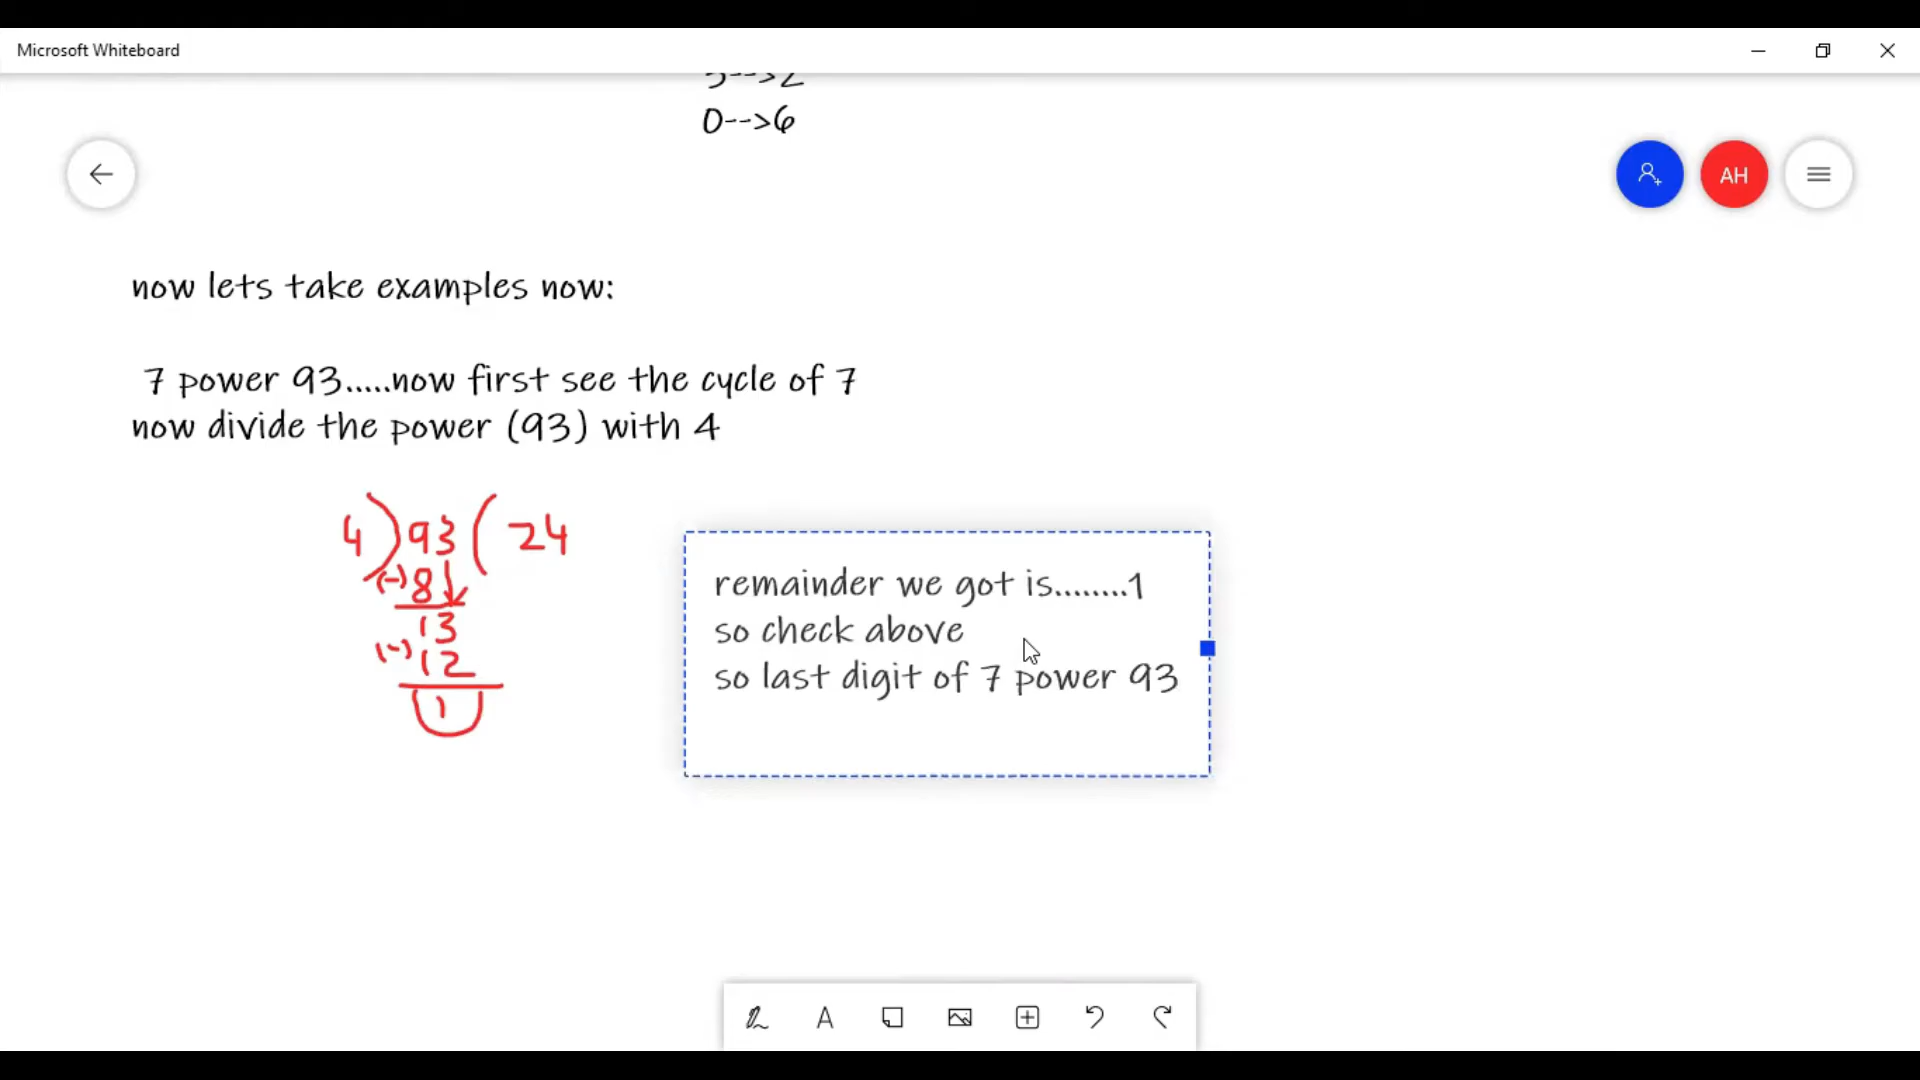 Microsoft Whiteboard
0-->6
AH
now lets take examples now:
7 power 93.....now first see the cycle of 7
now divide the power (93) with 4
4)93(24
(-)8
13
(-)12
1
remainder we got is........1
so check above
so last digit of 7 power 93